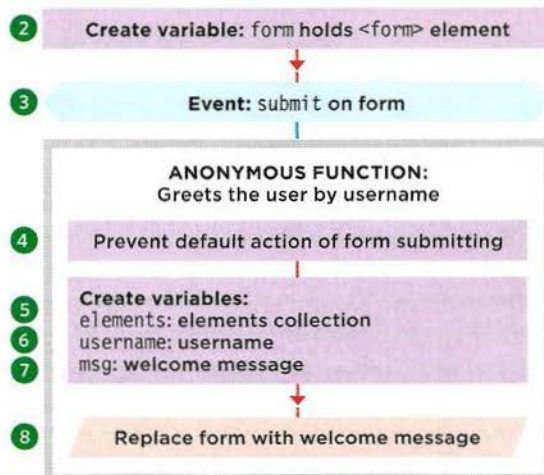 2 Create variable: form holds <form> element
3 Event: submit on form
ANONYMOUS FUNCTION:
Greets the user by username
4 Prevent default action of form submitting
Create variables:
5 elements: elements collection
6 username: username
7 msg: welcome message
8 Replace form with welcome message